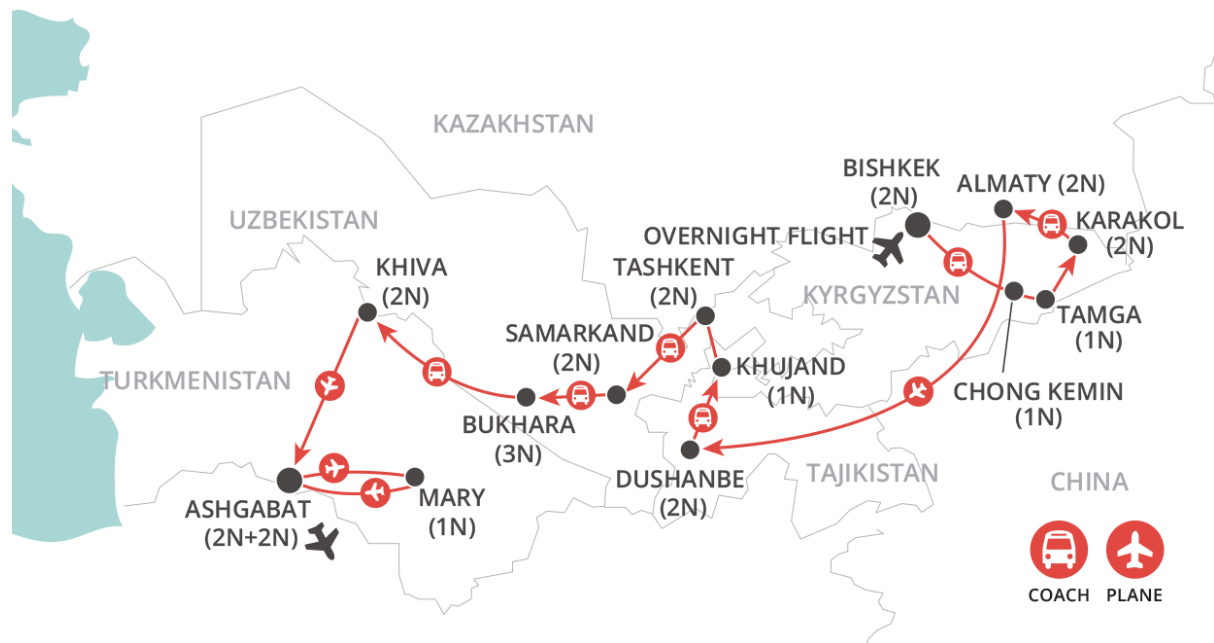 KAZAKHSTAN
UZBEKISTAN
BISHKEK
(2N)
ALMATY (2N)
KARAKOL
(2N)
OVERNIGHT FLIGHT
KHIVA
(2N)
TASHKENT
(2N)
KYRGYZSTAN
TAMGA
(1N)
SAMARKAND
(2N)
TURKMENISTAN
KHUJAND
(1N)
CHONG KEMIN
(1N)
BUKHARA
(3N)
DUSHANBE
(2N)
TAJIKISTAN
CHINA
ASHGABAT
(2N+2N)
MARY
(1N)
COACH
PLANE